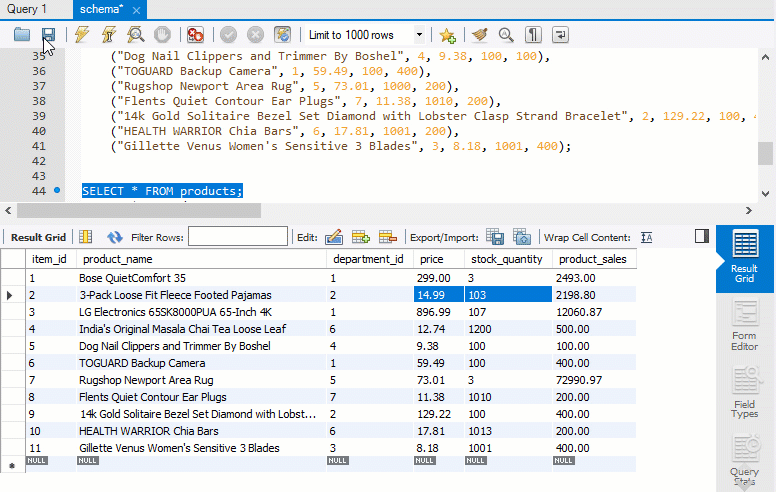 Query 1 schema*
Limit to 1000 rows
35 ("Dog Nail Clippers and Trimmer By Boshel", 4, 9.38, 100, 100),
36 ("TOGUARD Backup Camera", 1, 59.49, 100, 400),
37 ("Rugshop Newport Area Rug", 5, 73.01, 1000, 200),
38 ("Flents Quiet Contour Ear Plugs", 7, 11.38, 1010, 200),
39 ("14k Gold Solitaire Bezel Set Diamond with Lobster Clasp Strand Bracelet", 2, 129.22, 100,
40 ("HEALTH WARRIOR Chia Bars", 6, 17.81, 1001, 200),
41 ("Gillette Venus Women's Sensitive 3 Blades", 3, 8.18, 1001, 400);
42
43
44 SELECT * FROM products;
Result Grid Filter Rows: Edit: Export/Import: Wrap Cell Content:
item_id product_name department_id price stock_quantity product_sales
1 Bose QuietComfort 35 1 299.00 3 2493.00
2 3-Pack Loose Fit Fleece Footed Pajamas 2 14.99 103 2198.80
3 LG Electronics 65SK8000PUA 65-Inch 4K 1 896.99 107 12060.87
4 India's Original Masala Chai Tea Loose Leaf 6 12.74 1200 500.00
5 Dog Nail Clippers and Trimmer By Boshel 4 9.38 100 100.00
6 TOGUARD Backup Camera 1 59.49 100 400.00
7 Rugshop Newport Area Rug 5 73.01 3 72990.97
8 Flents Quiet Contour Ear Plugs 7 11.38 1010 200.00
9 14k Gold Solitaire Bezel Set Diamond with Lobst... 2 129.22 100 400.00
10 HEALTH WARRIOR Chia Bars 6 17.81 1013 200.00
11 Gillette Venus Women's Sensitive 3 Blades 3 8.18 1001 400.00
NULL NULL NULL NULL NULL NULL
Result
Grid
Form
Editor
Field
Types
Query
Stats